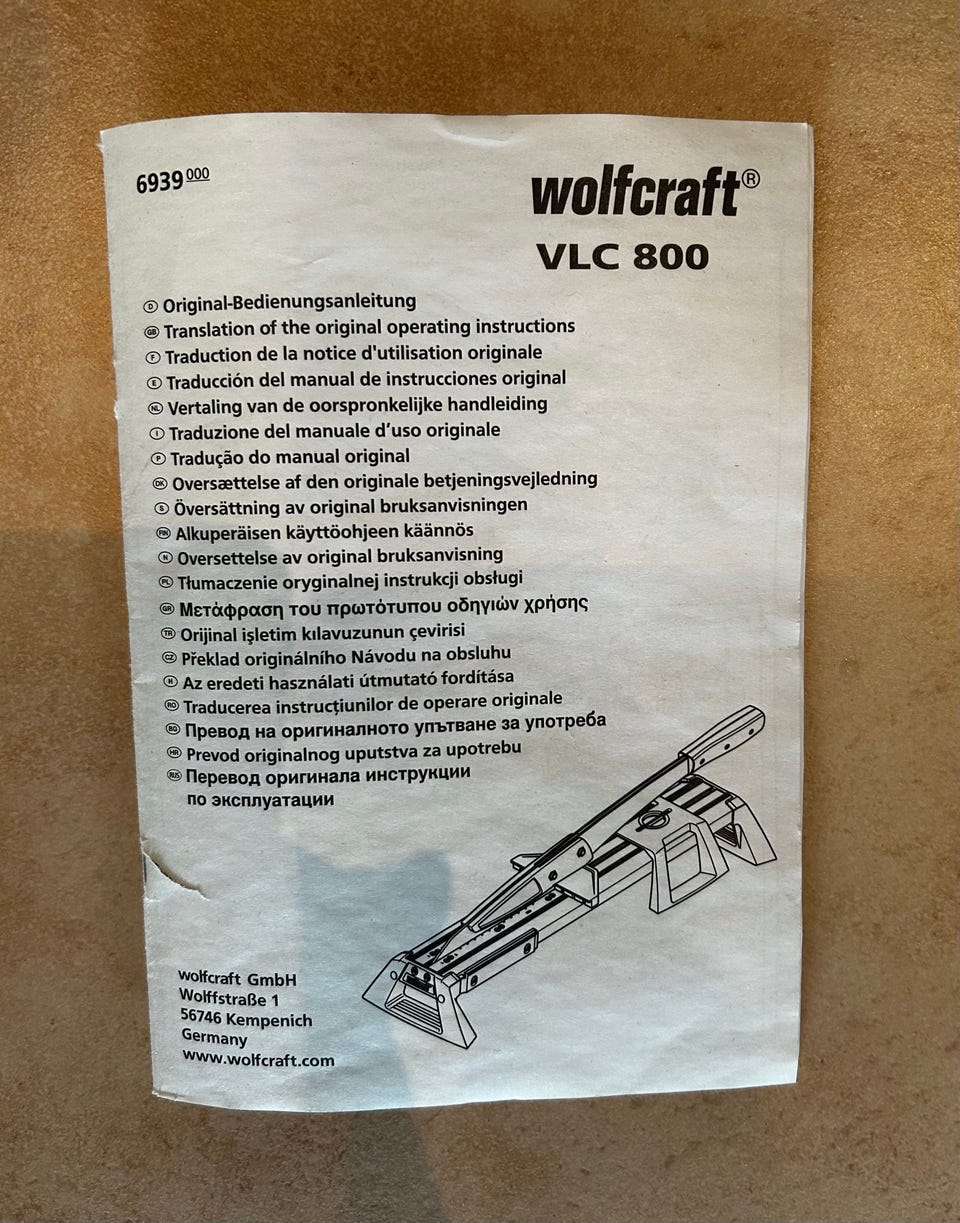 6939 000
wolfcraft®
VLC 800
D Original-Bedienungsanleitung
GB Translation of the original operating instructions
F Traduction de la notice d'utilisation originale
E Traducción del manual de instrucciones original
NL Vertaling van de oorspronkelijke handleiding
I Traduzione del manuale d'uso originale
P Tradução do manual original
DK Oversættelse af den originale betjeningsvejledning
S Översättning av original bruksanvisningen
FIN Alkuperäisen käyttöohjeen käännös
N Oversettelse av original bruksanvisning
PL Tłumaczenie oryginalnej instrukcji obsługi
GR Μετάφραση του πρωτότυπου οδηγιών χρήσης
TR Orijinal işletim kılavuzunun çevirisi
CZ Překlad originálního Návodu na obsluhu
H Az eredeti használati útmutató fordítása
RO Traducerea instrucţiunilor de operare originale
BG Превод на оригиналното упътване за употреба
HR Prevod originalnog uputstva za upotrebu
RUS Перевод оригинала инструкции
по эксплуатации
wolfcraft GmbH
Wolffstraße 1
56746 Kempenich
Germany
www.wolfcraft.com